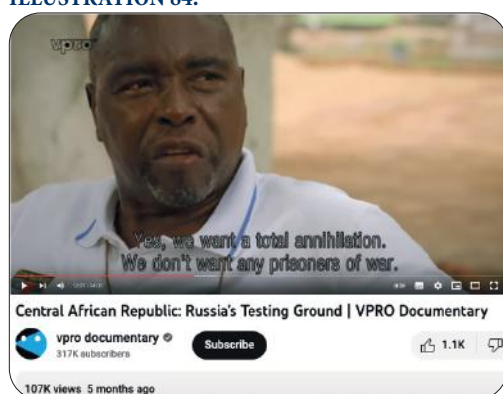 ILLUSTRATION 84.
vpro
Yes, we want a total annihilation.
We don't want any prisoners of war.
Central African Republic: Russia's Testing Ground | VPRO Documentary
vpro documentary
317K subscribers
Subscribe
1.1K
107K views 5 months ago